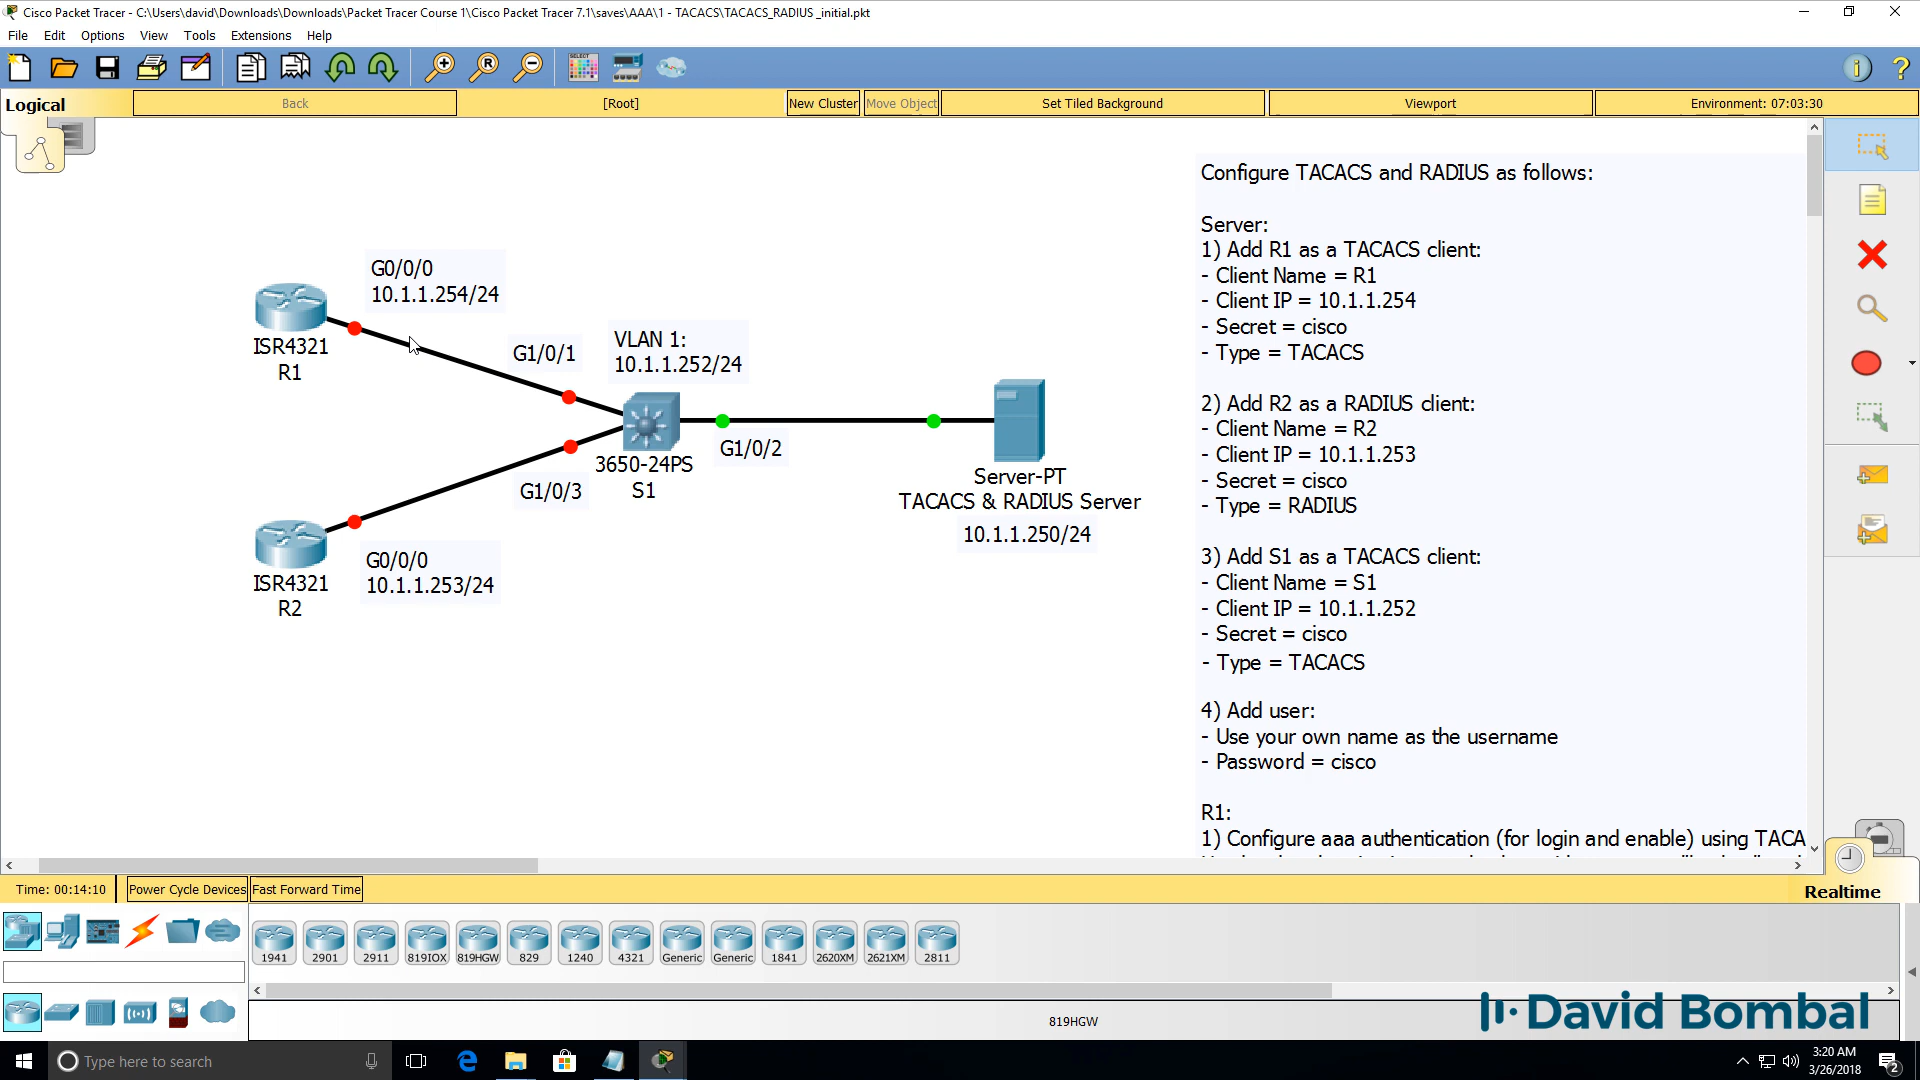 Cisco Packet Tracer - C:\Users\david\Downloads\Downloads\Packet Tracer Course 1\Cisco Packet Tracer 7.1\saves\AAA\1 - TACACS\TACACS_RADIUS _initial.pkt
File Edit Options View Tools Extensions Help
Logical Back [Root] New Cluster Move Object Set Tiled Background Viewport Environment: 07:03:30
G0/0/0
10.1.1.254/24
ISR4321
R1
G1/0/1
VLAN 1:
10.1.1.252/24
G1/0/2
3650-24PS
S1
G1/0/3
Server-PT
TACACS & RADIUS Server
10.1.1.250/24
G0/0/0
10.1.1.253/24
ISR4321
R2
Configure TACACS and RADIUS as follows:
Server:
1) Add R1 as a TACACS client:
- Client Name = R1
- Client IP = 10.1.1.254
- Secret = cisco
- Type = TACACS
2) Add R2 as a RADIUS client:
- Client Name = R2
- Client IP = 10.1.1.253
- Secret = cisco
- Type = RADIUS
3) Add S1 as a TACACS client:
- Client Name = S1
- Client IP = 10.1.1.252
- Secret = cisco
- Type = TACACS
4) Add user:
- Use your own name as the username
- Password = cisco
R1:
1) Configure aaa authentication (for login and enable) using TACA
Time: 00:14:10 Power Cycle Devices Fast Forward Time Realtime
1941 2901 2911 819IOX 819HGW 829 1240 4321 Generic Generic 1841 2620XM 2621XM 2811
819HGW
David Bombal
Type here to search
3:20 AM
3/26/2018
2